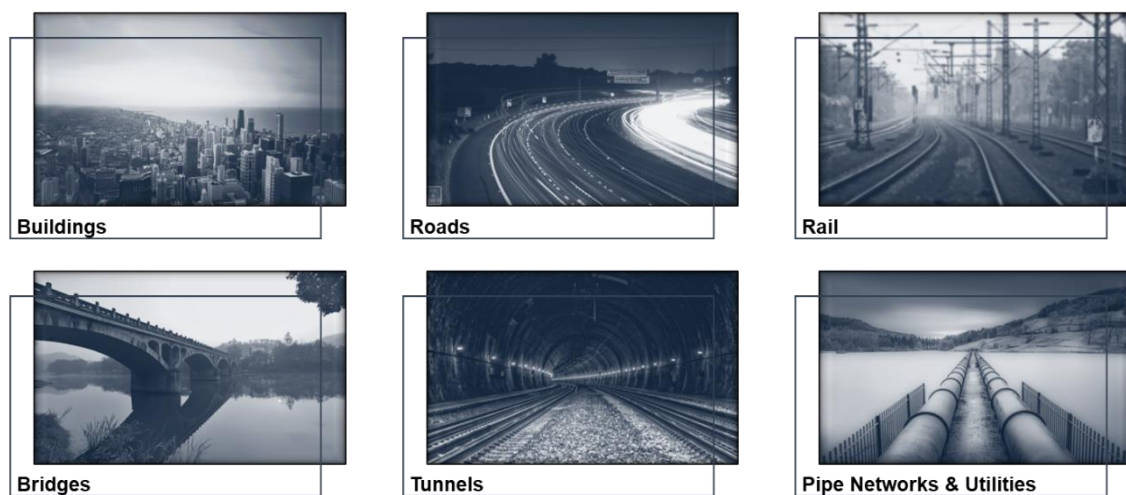 Buildings
Roads
Rail
Bridges
Tunnels
Pipe Networks & Utilities